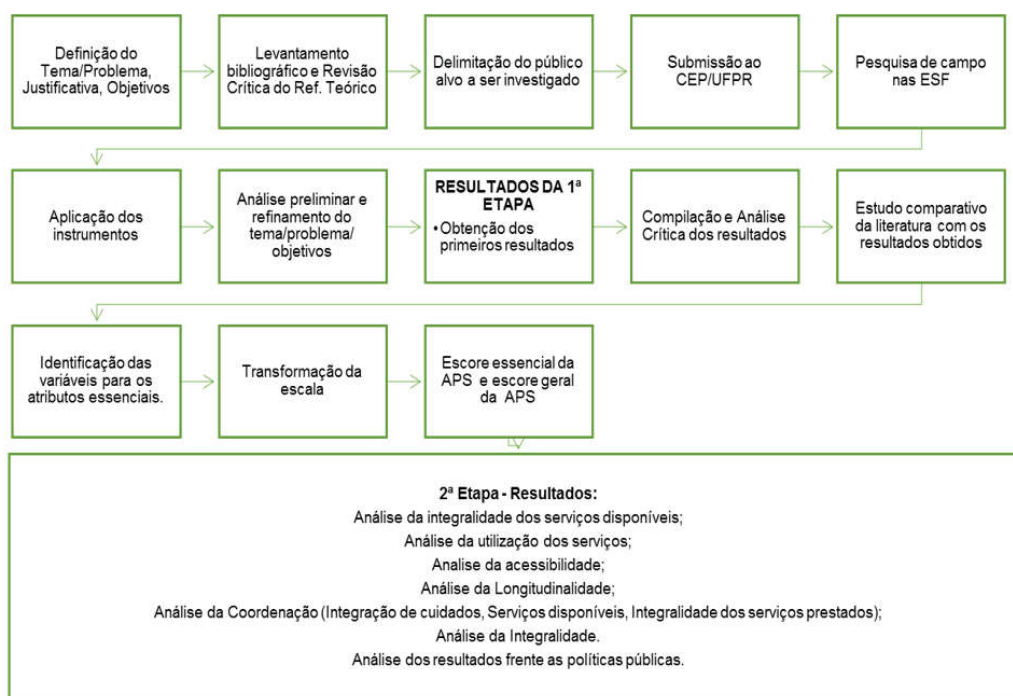 Definição do
Tema/Problema,
Justificativa, Objetivos
Levantamento
bibliográfico e Revisão
Crítica do Ref. Teórico
Delimitação do público
alvo a ser investigado
Submissão ao
CEP/UFPR
Pesquisa de campo
nas ESF
Aplicação dos
instrumentos
Análise preliminar e
refinamento do
tema/problema/
objetivos
RESULTADOS DA 1ª
ETAPA
•Obtenção dos
primeiros resultados
Compilação e Análise
Crítica dos resultados
Estudo comparativo
da literatura com os
resultados obtidos
Identificação das
variáveis para os
atributos essenciais.
Transformação da
escala
Escore essencial da
APS e escore geral
da APS
2ª Etapa - Resultados:
Análise da integralidade dos serviços disponíveis;
Análise da utilização dos serviços;
Analise da acessibilidade;
Análise da Longitudinalidade;
Análise da Coordenação (Integração de cuidados, Serviços disponíveis, Integralidade dos serviços prestados);
Análise da Integralidade.
Análise dos resultados frente as políticas públicas.